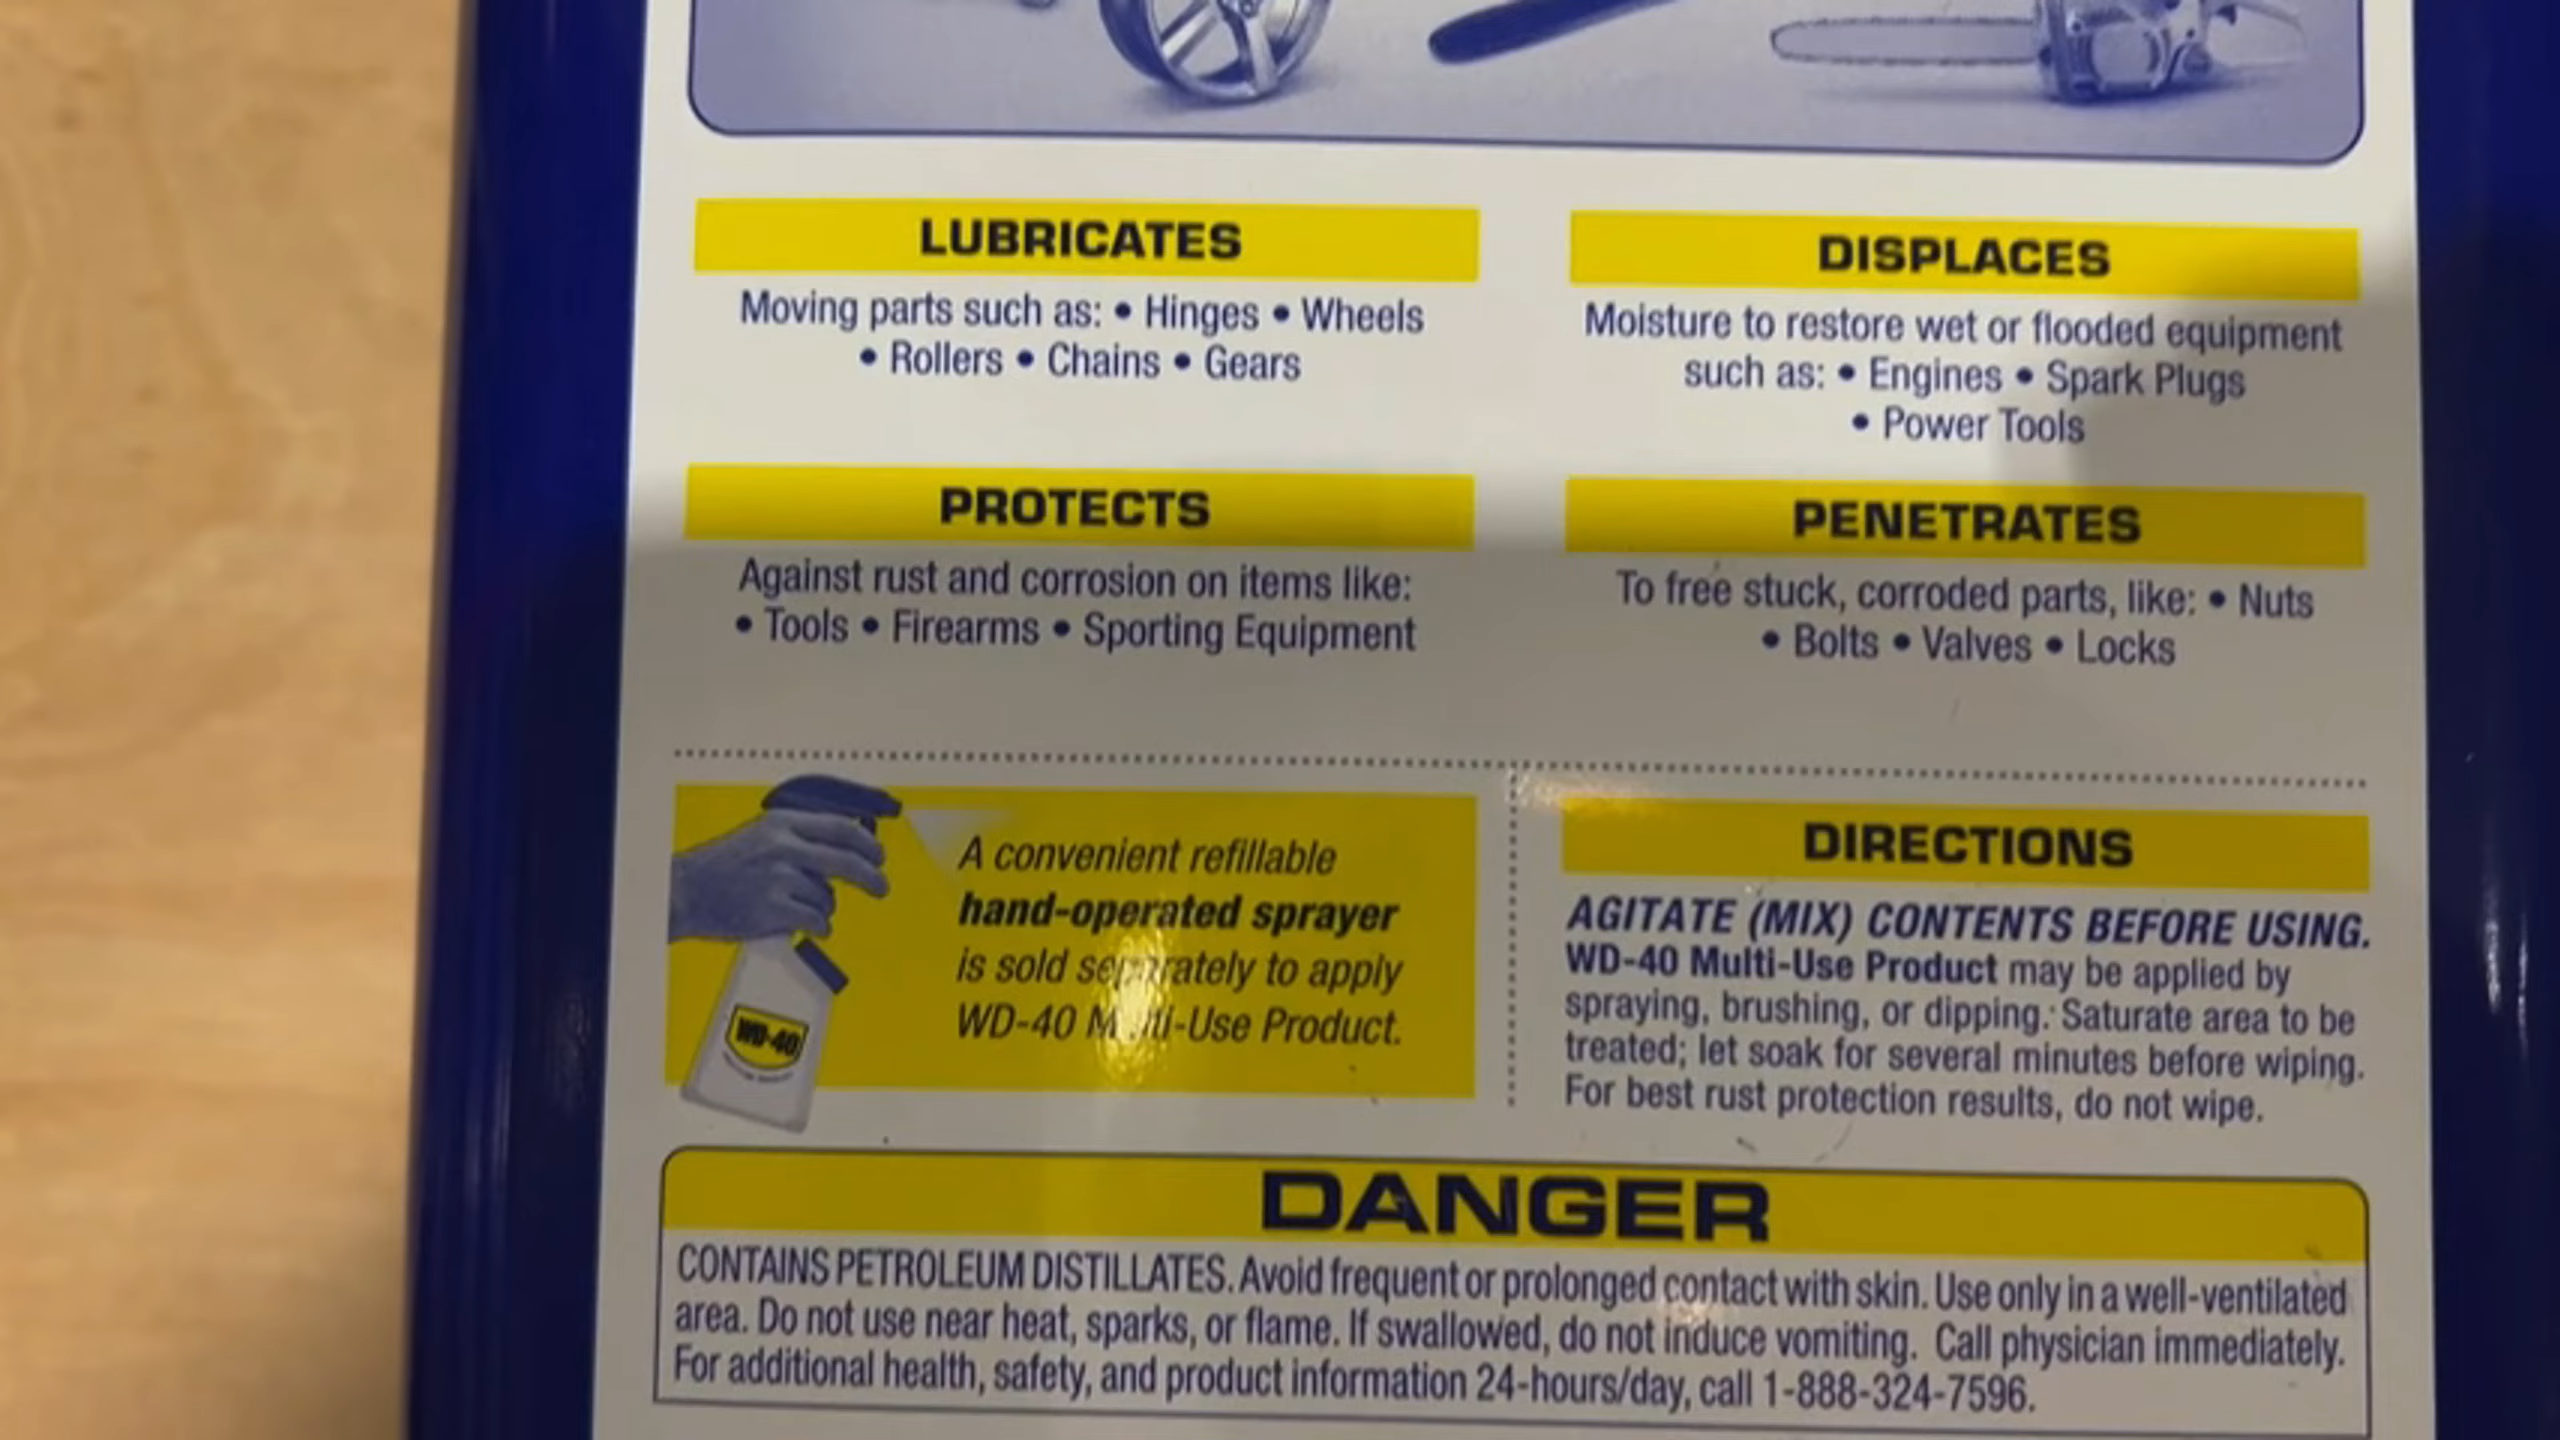 LUBRICATES
Moving parts such as: • Hinges • Wheels
• Rollers • Chains • Gears
DISPLACES
Moisture to restore wet or flooded equipment
such as: • Engines • Spark Plugs
• Power Tools
PROTECTS
Against rust and corrosion on items like:
• Tools • Firearms • Sporting Equipment
PENETRATES
To free stuck, corroded parts, like: • Nuts
• Bolts • Valves • Locks
A convenient refillable
hand-operated sprayer
is sold separately to apply
WD-40 Multi-Use Product.
WD-40
DIRECTIONS
AGITATE (MIX) CONTENTS BEFORE USING.
WD-40 Multi-Use Product may be applied by
spraying, brushing, or dipping. Saturate area to be
treated; let soak for several minutes before wiping.
For best rust protection results, do not wipe.
DANGER
CONTAINS PETROLEUM DISTILLATES. Avoid frequent or prolonged contact with skin. Use only in a well-ventilated
area. Do not use near heat, sparks, or flame. If swallowed, do not induce vomiting. Call physician immediately.
For additional health, safety, and product information 24-hours/day, call 1-888-324-7596.